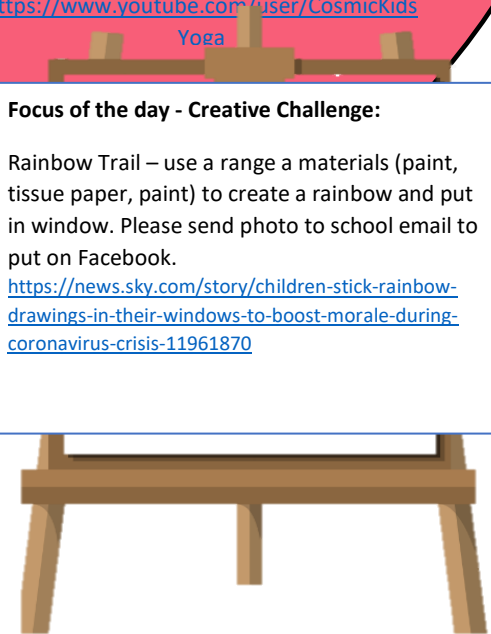 ttps://www.youtube.com/user/CosmicKids
Yoga
Focus of the day - Creative Challenge:
Rainbow Trail – use a range a materials (paint,
tissue paper, paint) to create a rainbow and put
in window. Please send photo to school email to
put on Facebook.
https://news.sky.com/story/children-stick-rainbow-
drawings-in-their-windows-to-boost-morale-during-
coronavirus-crisis-11961870